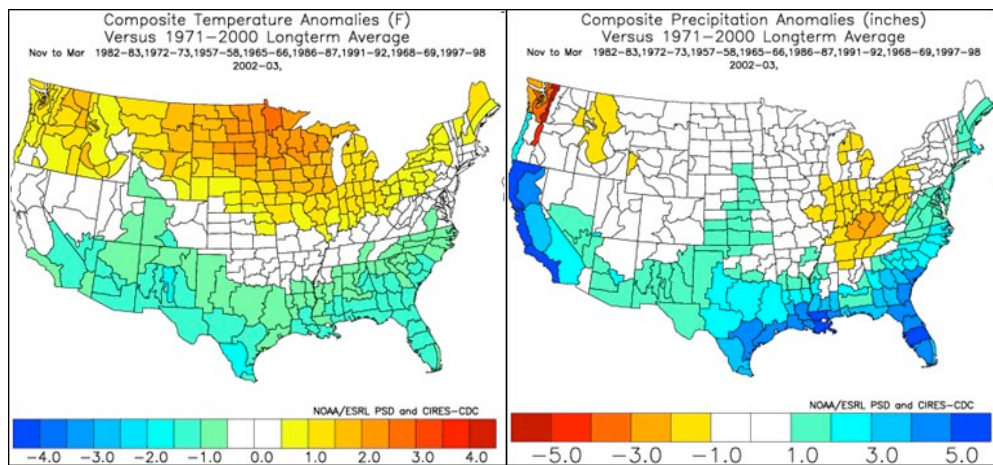 Composite Temperature Anomalies (F)
Versus 1971-2000 Longterm Average
Nov to Mar 1982-83,1972-73,1957-58,1965-66,1986-87,1991-92,1968-69,1997-98
2002-03,
NOAA/ESRL PSD and CIRES-CDC
-4.0 -3.0 -2.0 -1.0 0.0 1.0 2.0 3.0 4.0
Composite Precipitation Anomalies (inches)
Versus 1971-2000 Longterm Average
Nov to Mar 1982-83,1972-73,1957-58,1965-66,1986-87,1991-92,1968-69,1997-98
2002-03,
NOAA/ESRL PSD and CIRES-CDC
-5.0 -3.0 -1.0 1.0 3.0 5.0